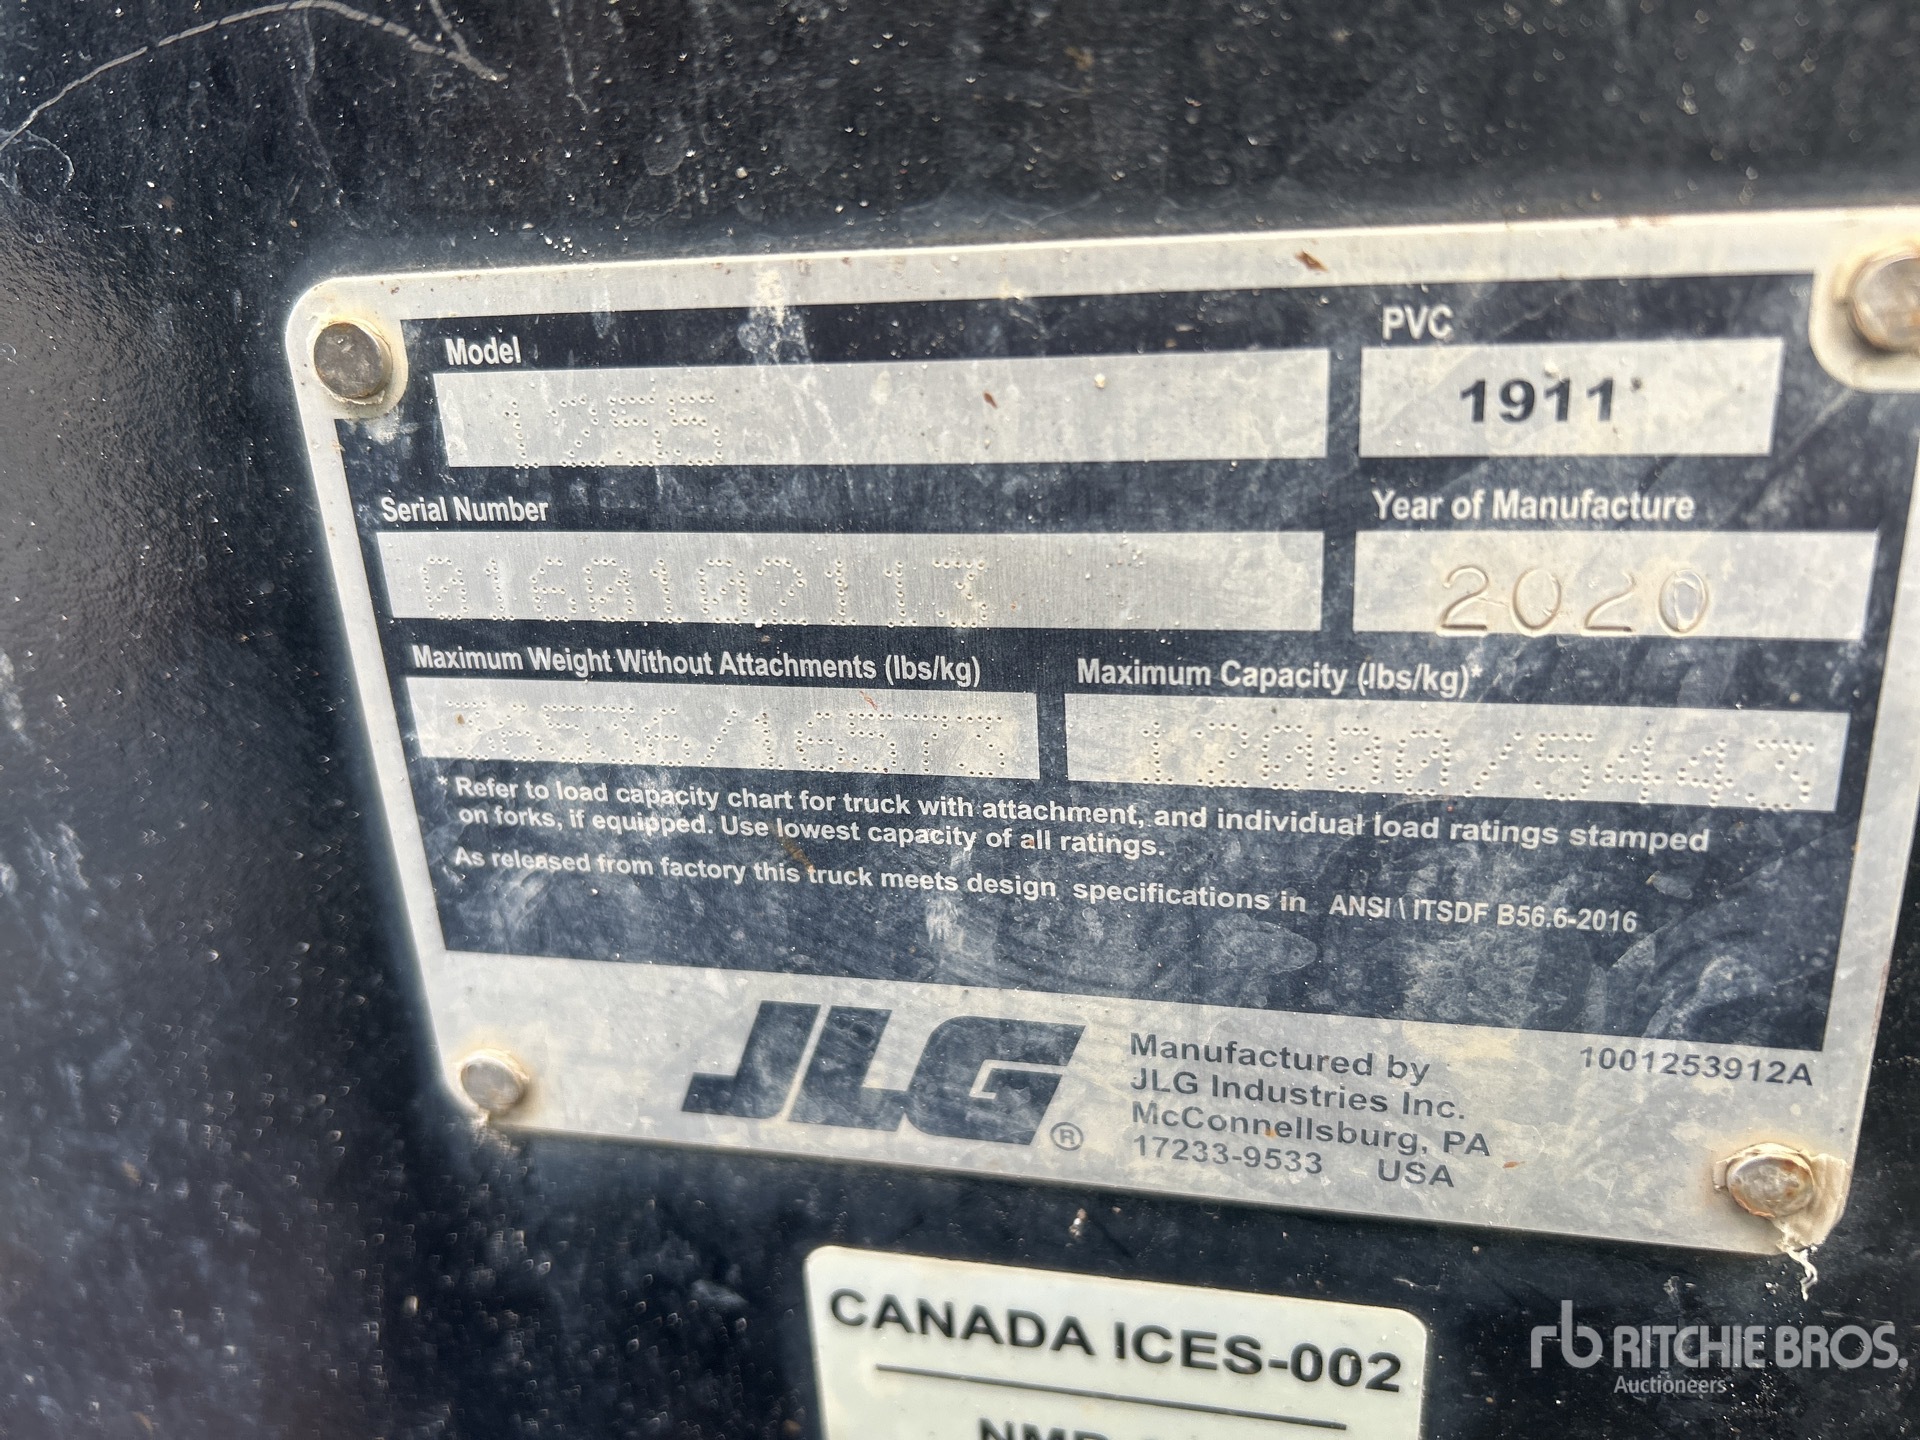 Model
1255
PVC
1911
Serial Number
0160102113
Year of Manufacture
2020
Maximum Weight Without Attachments (lbs/kg)
Maximum Capacity (lbs/kg)*
12000/5443
* Refer to load capacity chart for truck with attachment, and individual load ratings stamped
on forks, if equipped. Use lowest capacity of all ratings.
As released from factory this truck meets design specifications in ANSI \ ITSDF B56.6-2016
JLG®
Manufactured by
JLG Industries Inc.
McConnellsburg, PA
17233-9533 USA
1001253912A
CANADA ICES-002
rb RITCHIE BROS.
Auctioneers